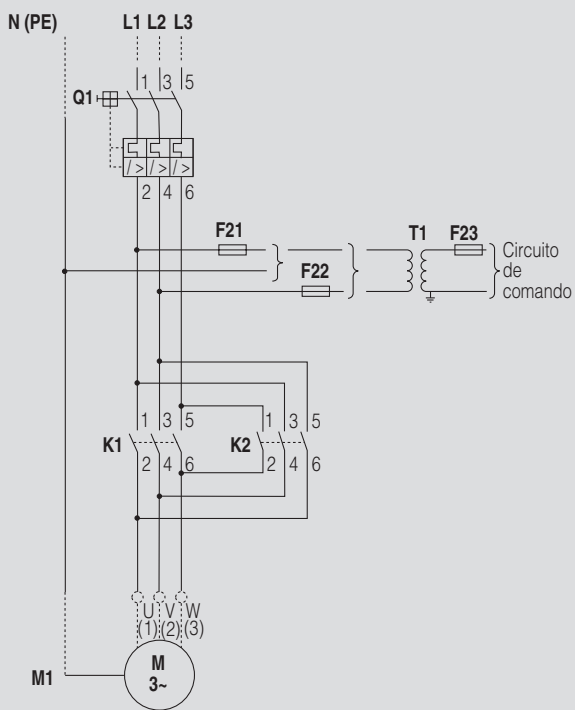 N (PE) L1 L2 L3
1 3 5
Q1
/> /> />
2 4 6
F21 T1 F23
F22
Circuito
de
comando
1 3 5 1 3 5
K1 K2
2 4 6 2 4 6
U V W
(1) (2) (3)
M1 M
3~